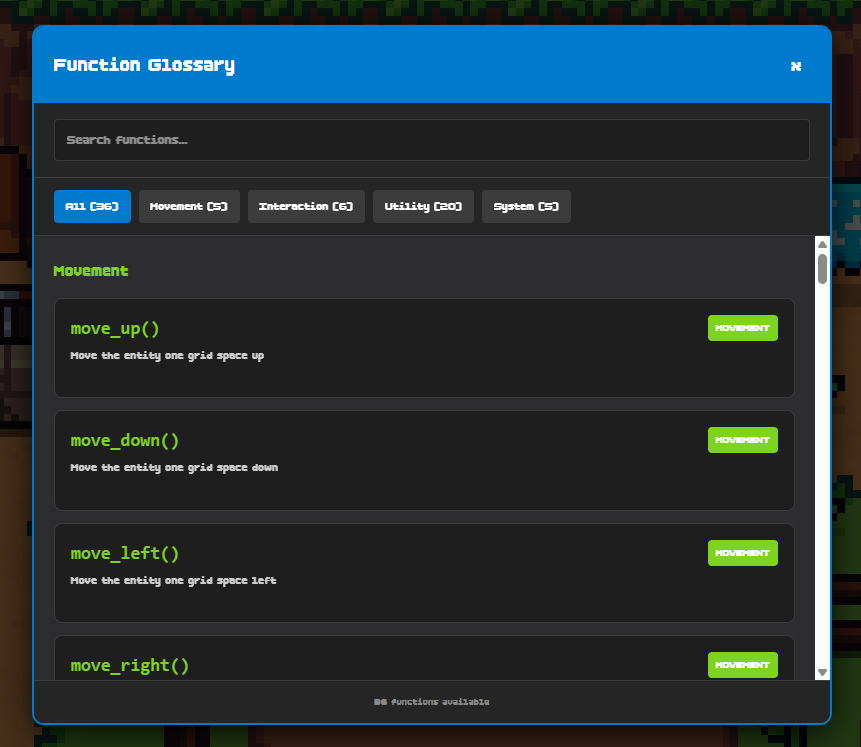 Function Glossary
×
Search functions...
All (36) Movement (5) Interaction (6) Utility (20) System (5)
Movement
move_up() MOVEMENT
Move the entity one grid space up
move_down() MOVEMENT
Move the entity one grid space down
move_left() MOVEMENT
Move the entity one grid space left
move_right() MOVEMENT
36 functions available